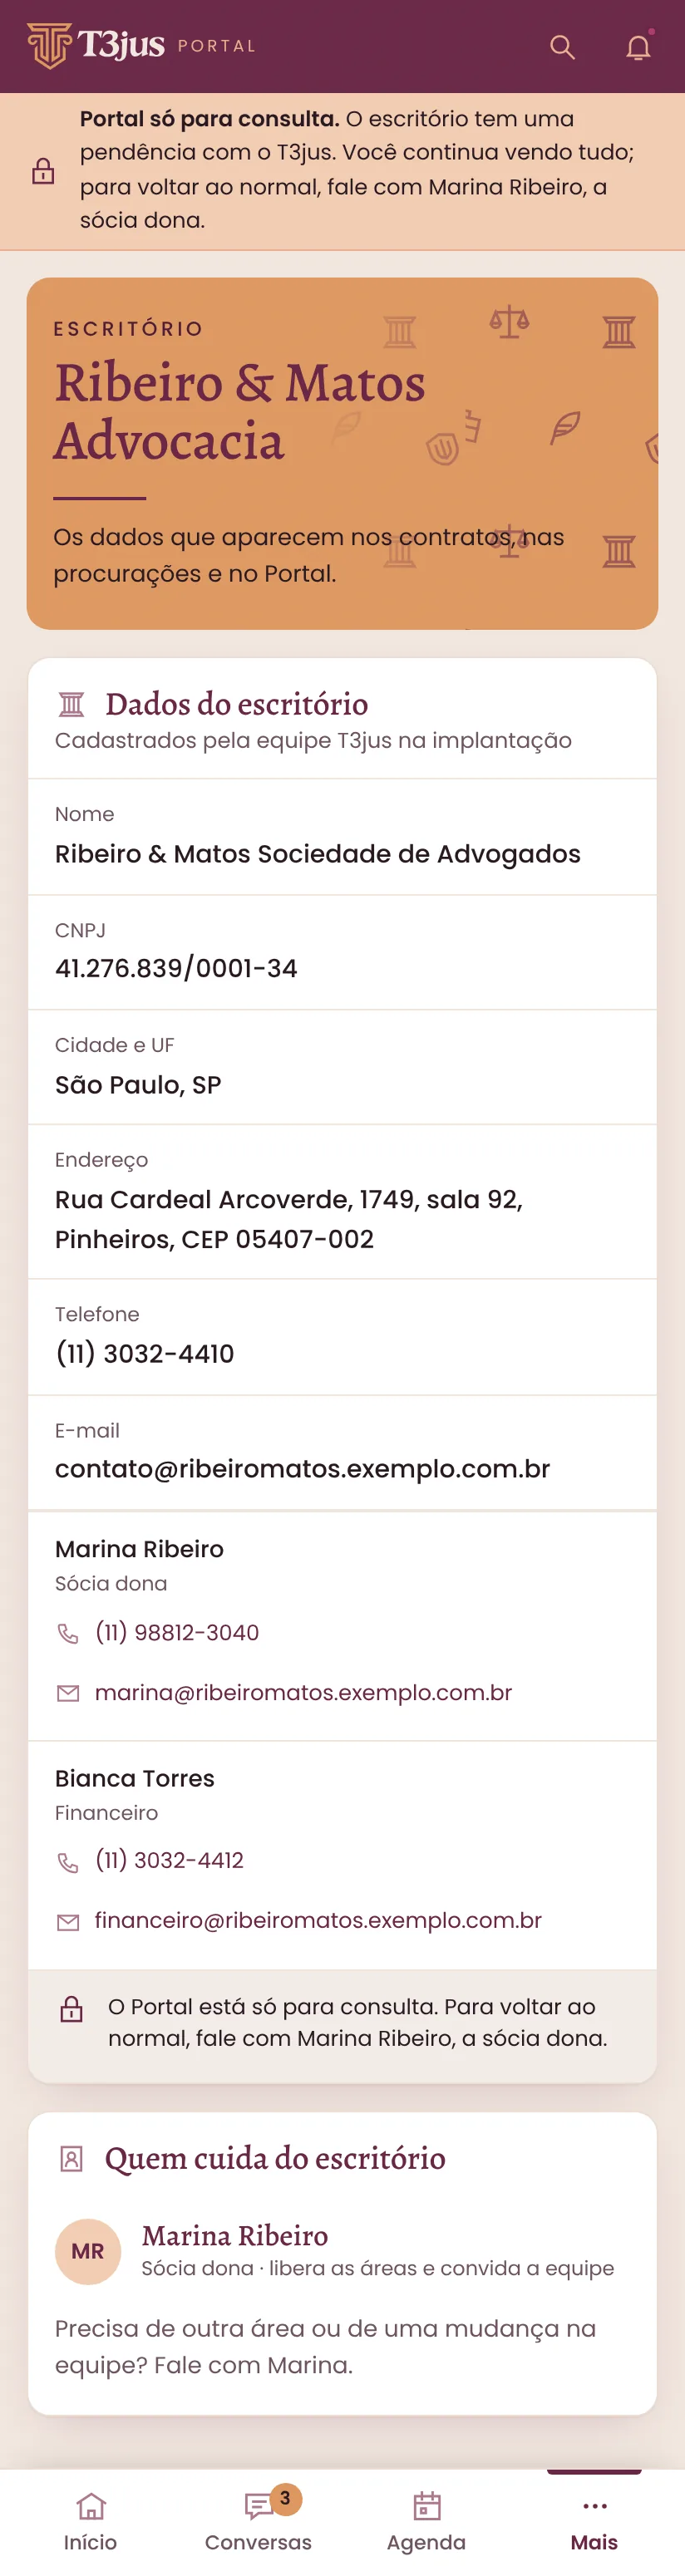 T3jus PORTAL
Portal só para consulta. O escritório tem uma
pendência com o T3jus. Você continua vendo tudo;
para voltar ao normal, fale com Marina Ribeiro, a
sócia dona.
ESCRITÓRIO
Ribeiro & Matos
Advocacia
Os dados que aparecem nos contratos, nas
procurações e no Portal.
Dados do escritório
Cadastrados pela equipe T3jus na implantação
Nome
Ribeiro & Matos Sociedade de Advogados
CNPJ
41.276.839/0001-34
Cidade e UF
São Paulo, SP
Endereço
Rua Cardeal Arcoverde, 1749, sala 92,
Pinheiros, CEP 05407-002
Telefone
(11) 3032-4410
E-mail
contato@ribeiromatos.exemplo.com.br
Marina Ribeiro
Sócia dona
(11) 98812-3040
marina@ribeiromatos.exemplo.com.br
Bianca Torres
Financeiro
(11) 3032-4412
financeiro@ribeiromatos.exemplo.com.br
O Portal está só para consulta. Para voltar ao
normal, fale com Marina Ribeiro, a sócia dona.
Quem cuida do escritório
MR
Marina Ribeiro
Sócia dona · libera as áreas e convida a equipe
Precisa de outra área ou de uma mudança na
equipe? Fale com Marina.
3
Início
Conversas
Agenda
Mais